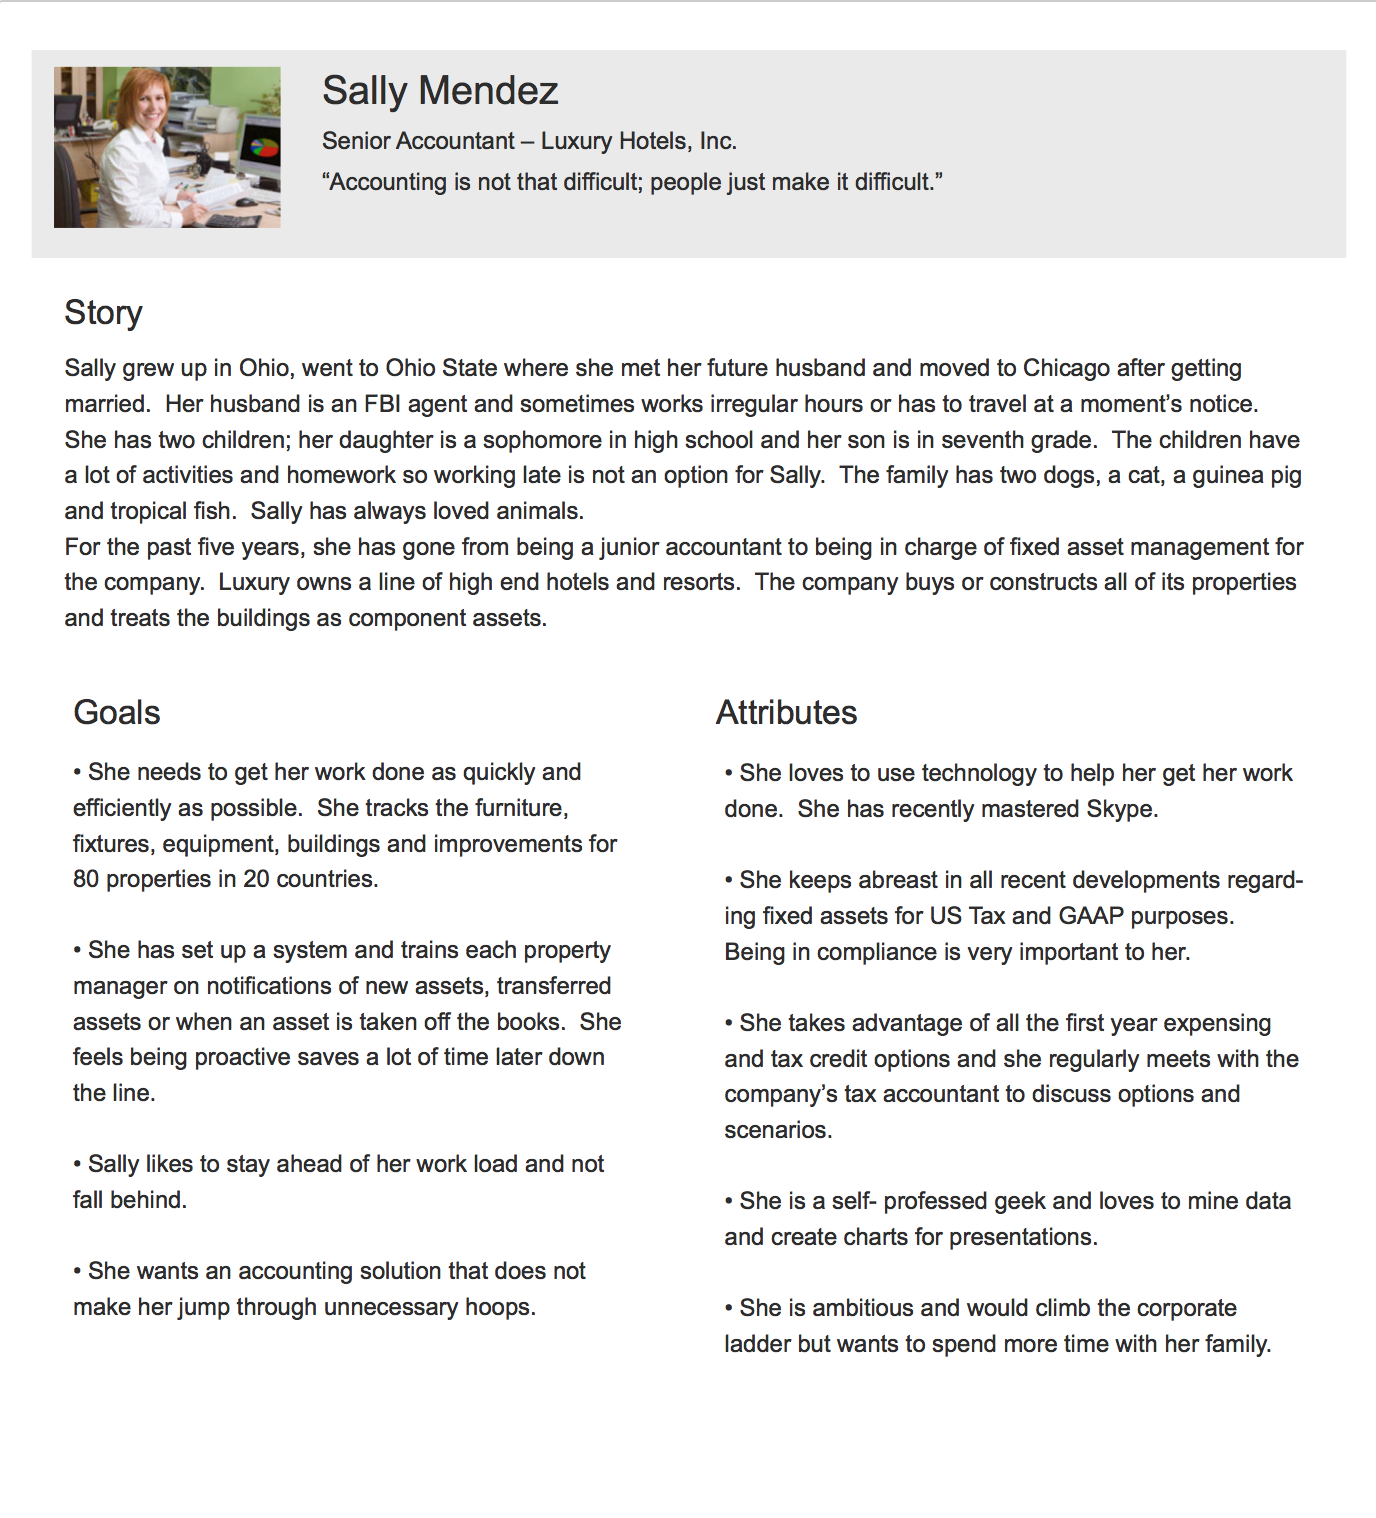 Sally Mendez
Senior Accountant – Luxury Hotels, Inc.
“Accounting is not that difficult; people just make it difficult.”
Story
Sally grew up in Ohio, went to Ohio State where she met her future husband and moved to Chicago after getting
married.  Her husband is an FBI agent and sometimes works irregular hours or has to travel at a moment’s notice.
She has two children; her daughter is a sophomore in high school and her son is in seventh grade.  The children have
a lot of activities and homework so working late is not an option for Sally.  The family has two dogs, a cat, a guinea pig
and tropical fish.  Sally has always loved animals.
For the past five years, she has gone from being a junior accountant to being in charge of fixed asset management for
the company.  Luxury owns a line of high end hotels and resorts.  The company buys or constructs all of its properties
and treats the buildings as component assets.
Goals
• She needs to get her work done as quickly and
efficiently as possible.  She tracks the furniture,
fixtures, equipment, buildings and improvements for
80 properties in 20 countries.
• She has set up a system and trains each property
manager on notifications of new assets, transferred
assets or when an asset is taken off the books.  She
feels being proactive saves a lot of time later down
the line.
• Sally likes to stay ahead of her work load and not
fall behind.
• She wants an accounting solution that does not
make her jump through unnecessary hoops.
Attributes
• She loves to use technology to help her get her work
done.  She has recently mastered Skype.
• She keeps abreast in all recent developments regard-
ing fixed assets for US Tax and GAAP purposes.
Being in compliance is very important to her.
• She takes advantage of all the first year expensing
and tax credit options and she regularly meets with the
company’s tax accountant to discuss options and
scenarios.
• She is a self- professed geek and loves to mine data
and create charts for presentations.
• She is ambitious and would climb the corporate
ladder but wants to spend more time with her family.